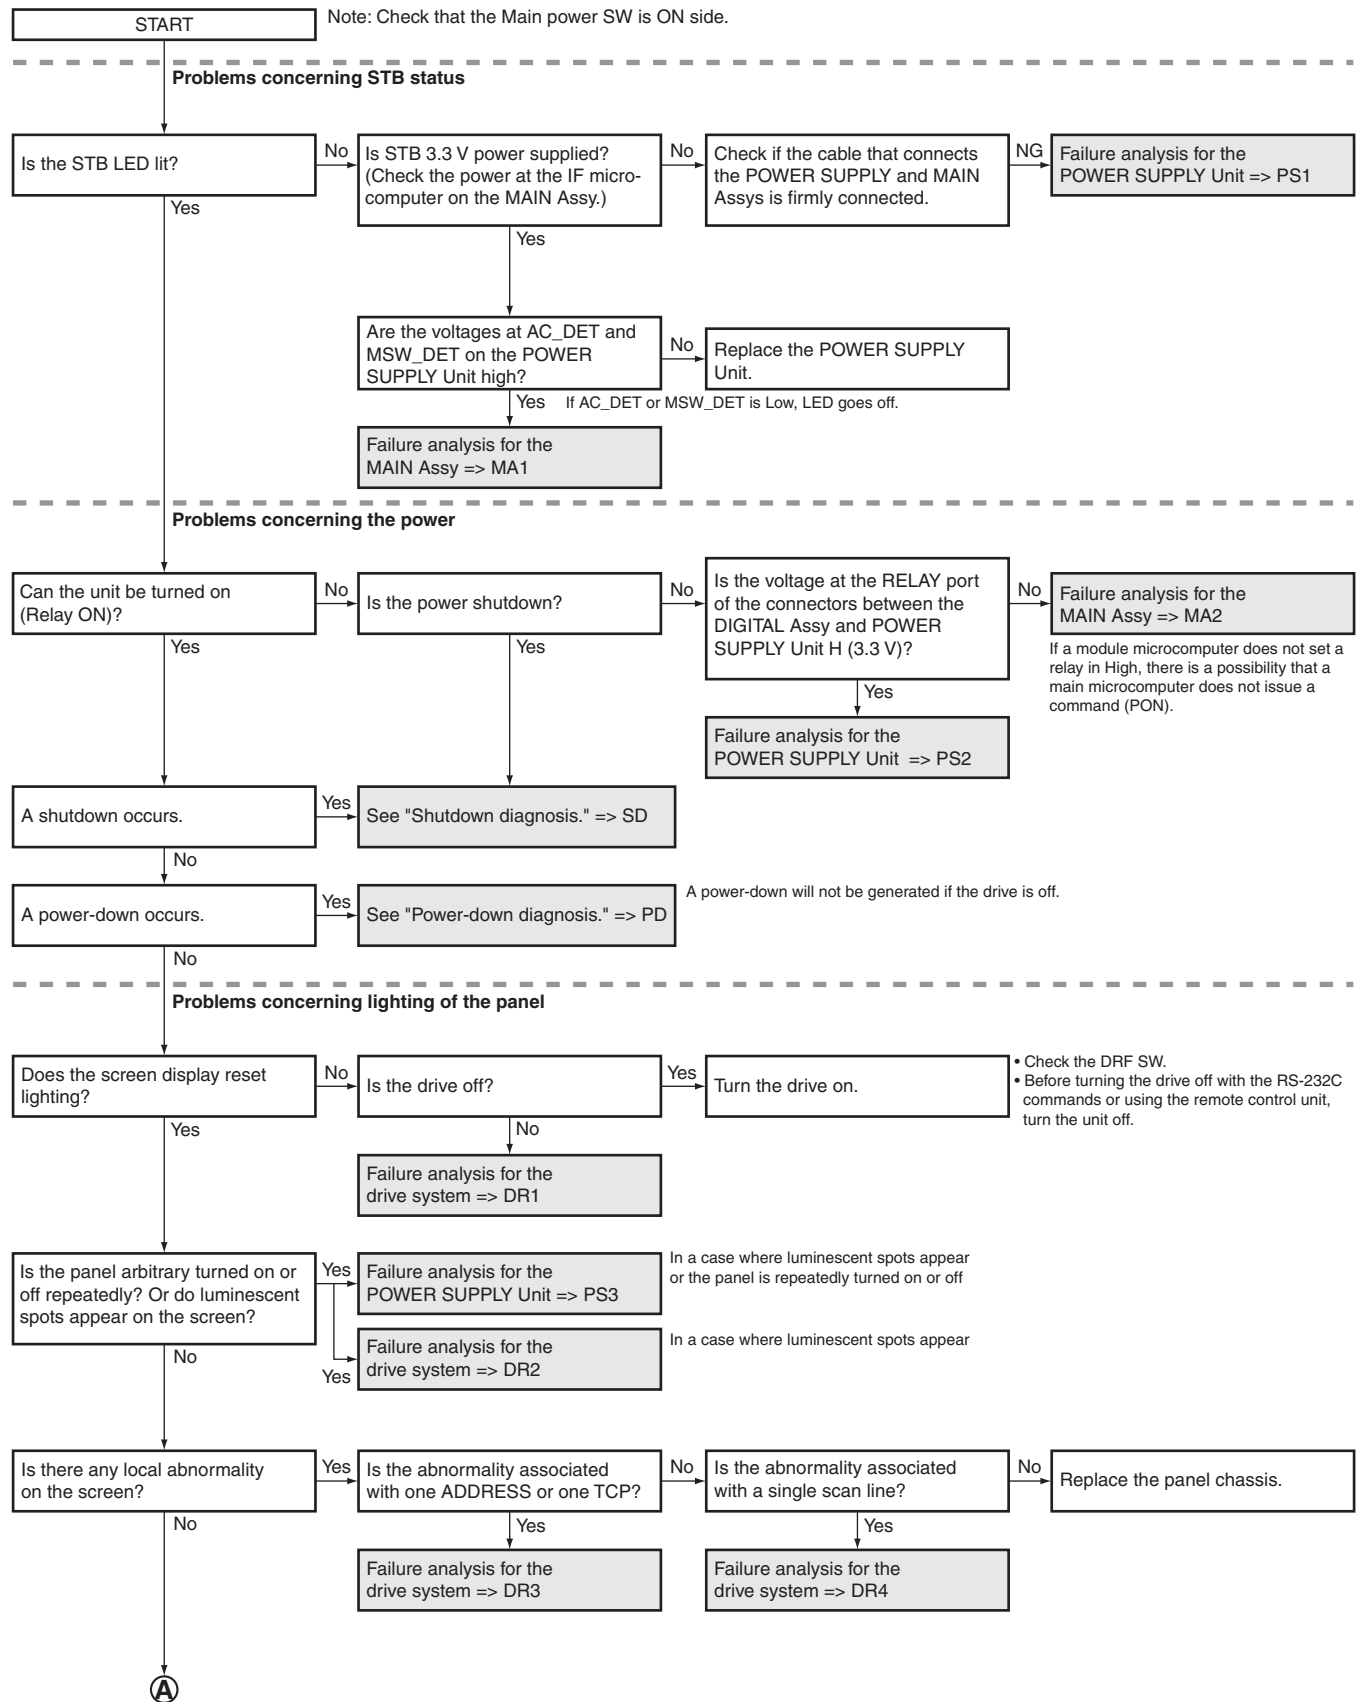 START
Note: Check that the Main power SW is ON side.
Problems concerning STB status
Is the STB LED lit?
No
Is STB 3.3 V power supplied?
(Check the power at the IF micro-
computer on the MAIN Assy.)
No
Check if the cable that connects
the POWER SUPPLY and MAIN
Assys is firmly connected.
NG
Failure analysis for the
POWER SUPPLY Unit => PS1
Yes
Yes
Are the voltages at AC_DET and
MSW_DET on the POWER
SUPPLY Unit high?
No
Replace the POWER SUPPLY
Unit.
Yes
If AC_DET or MSW_DET is Low, LED goes off.
Failure analysis for the
MAIN Assy => MA1
Problems concerning the power
Can the unit be turned on
(Relay ON)?
No
Is the power shutdown?
No
Is the voltage at the RELAY port
of the connectors between the
DIGITAL Assy and POWER
SUPPLY Unit H (3.3 V)?
No
Failure analysis for the
MAIN Assy => MA2
If a module microcomputer does not set a
relay in High, there is a possibility that a
main microcomputer does not issue a
command (PON).
Yes
Yes
Yes
Failure analysis for the
POWER SUPPLY Unit => PS2
A shutdown occurs.
Yes
See "Shutdown diagnosis." => SD
No
A power-down occurs.
Yes
See "Power-down diagnosis." => PD
A power-down will not be generated if the drive is off.
No
Problems concerning lighting of the panel
Does the screen display reset
lighting?
No
Is the drive off?
Yes
Turn the drive on.
• Check the DRF SW.
• Before turning the drive off with the RS-232C
commands or using the remote control unit,
turn the unit off.
Yes
No
Failure analysis for the
drive system => DR1
Is the panel arbitrary turned on or
off repeatedly? Or do luminescent
spots appear on the screen?
Yes
Failure analysis for the
POWER SUPPLY Unit => PS3
In a case where luminescent spots appear
or the panel is repeatedly turned on or off
Yes
Failure analysis for the
drive system => DR2
In a case where luminescent spots appear
No
Is there any local abnormality
on the screen?
Yes
Is the abnormality associated
with one ADDRESS or one TCP?
No
Is the abnormality associated
with a single scan line?
No
Replace the panel chassis.
No
Yes
Yes
Failure analysis for the
drive system => DR3
Failure analysis for the
drive system => DR4
A